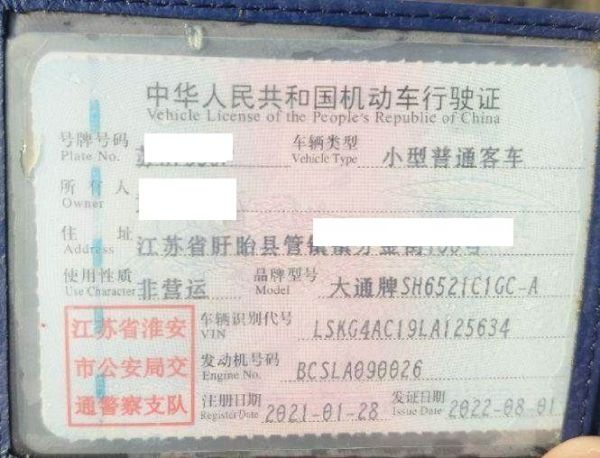 中华人民共和国机动车行驶证
Vehicle License of the People's Republic of China
号牌号码 车辆类型 小型普通客车
Plate No. Vehicle Type
所有人
Owner
住址 江苏省盱眙县管镇镇
Address
使用性质 非营运 品牌型号 大通牌SH6521C1GC-A
Use Character Model
江苏省淮安 车辆识别代号 LSKG4AC19LA125634
VIN
市公安局交 发动机号码 BCSLA090026
Engine No.
通警察支队 注册日期 2021-01-28 发证日期 2022-08-01
Register Date Issue Date